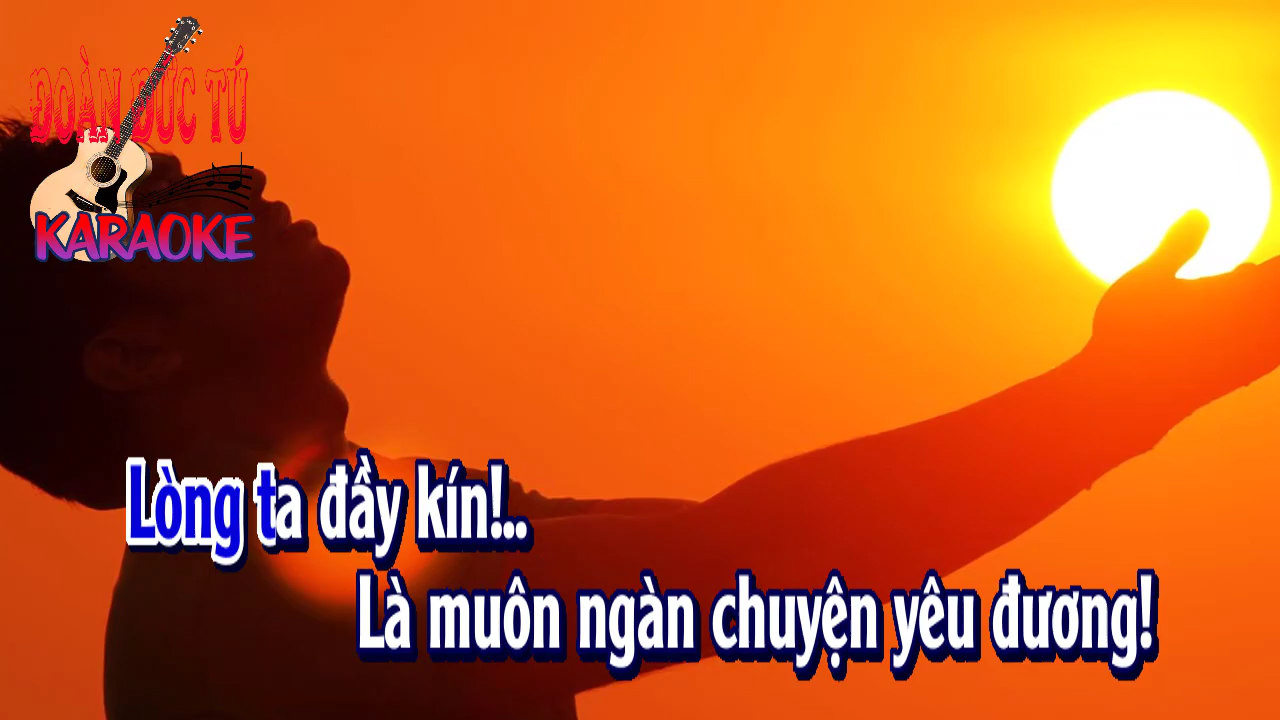 ĐOÀN ĐỨC TÚ
KARAOKE
Lòng ta đầy kín!..
Là muôn ngàn chuyện yêu đương!